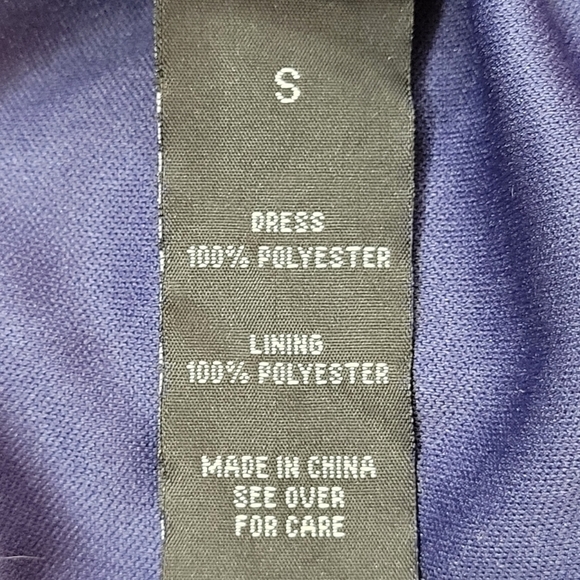 S
DRESS
100% POLYESTER
LINING
100% POLYESTER
MADE IN CHINA
SEE OVER
FOR CARE